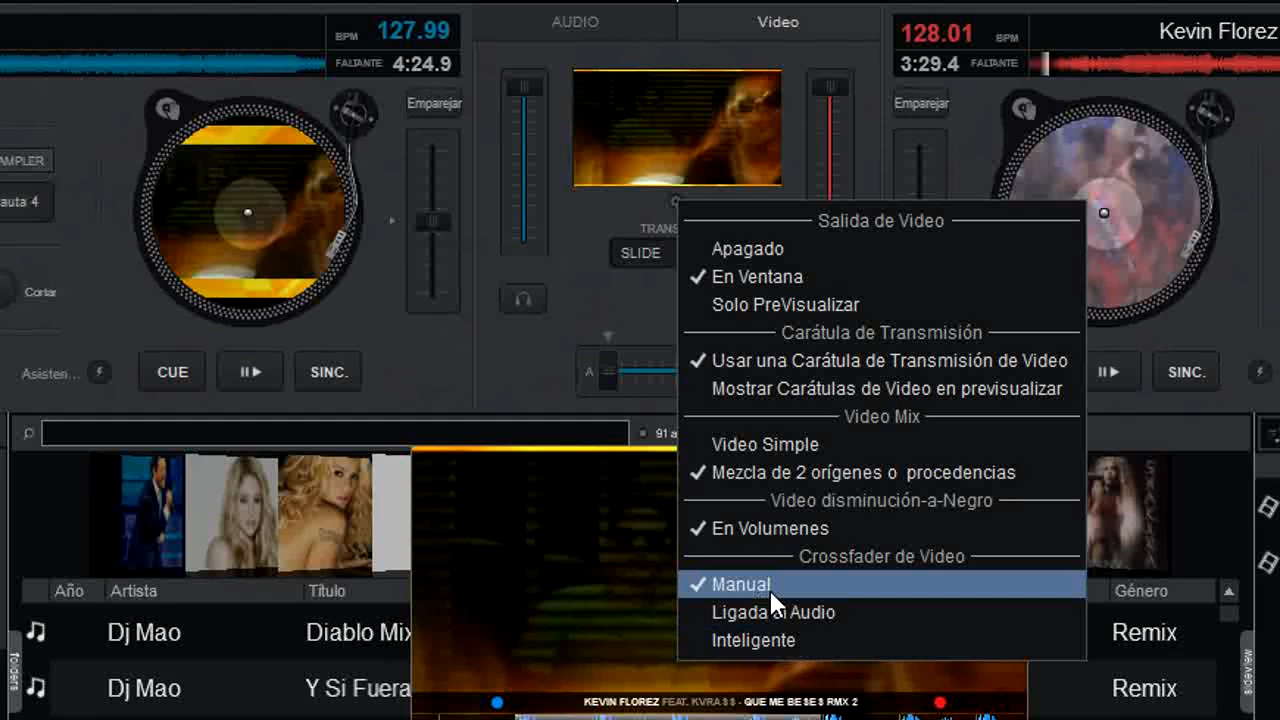 BPM 127.99
FALTANTE 4:24.9
AUDIO
Video
128.01 BPM
3:29.4 FALTANTE
Kevin Florez
Emparejar
Emparejar
AMPLER
auta 4
Cortar
TRANS
SLIDE
Asisten...
CUE
SINC.
A
SINC.
Salida de Video
Apagado
En Ventana
Solo PreVisualizar
Carátula de Transmisión
Usar una Carátula de Transmisión de Video
Mostrar Carátulas de Video en previsualizar
Video Mix
Video Simple
Mezcla de 2 orígenes o procedencias
Video disminución-a-Negro
En Volumenes
Crossfader de Video
Manual
Ligada al Audio
Inteligente
91 a
Año Artista Título Género
Dj Mao Diablo Mix Remix
Dj Mao Y Si Fuera Remix
folders
sideview
KEVIN FLOREZ FEAT. KVRA$$ - QUE ME BE$E$ RMX 2